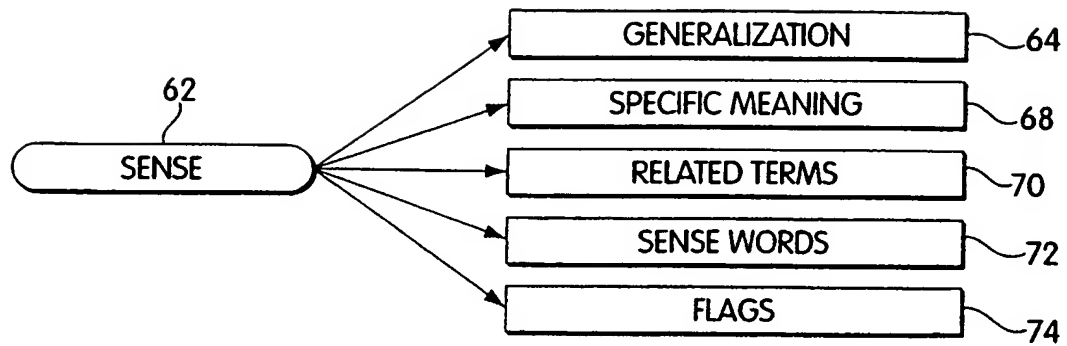 62
SENSE
GENERALIZATION 64
SPECIFIC MEANING 68
RELATED TERMS 70
SENSE WORDS 72
FLAGS 74